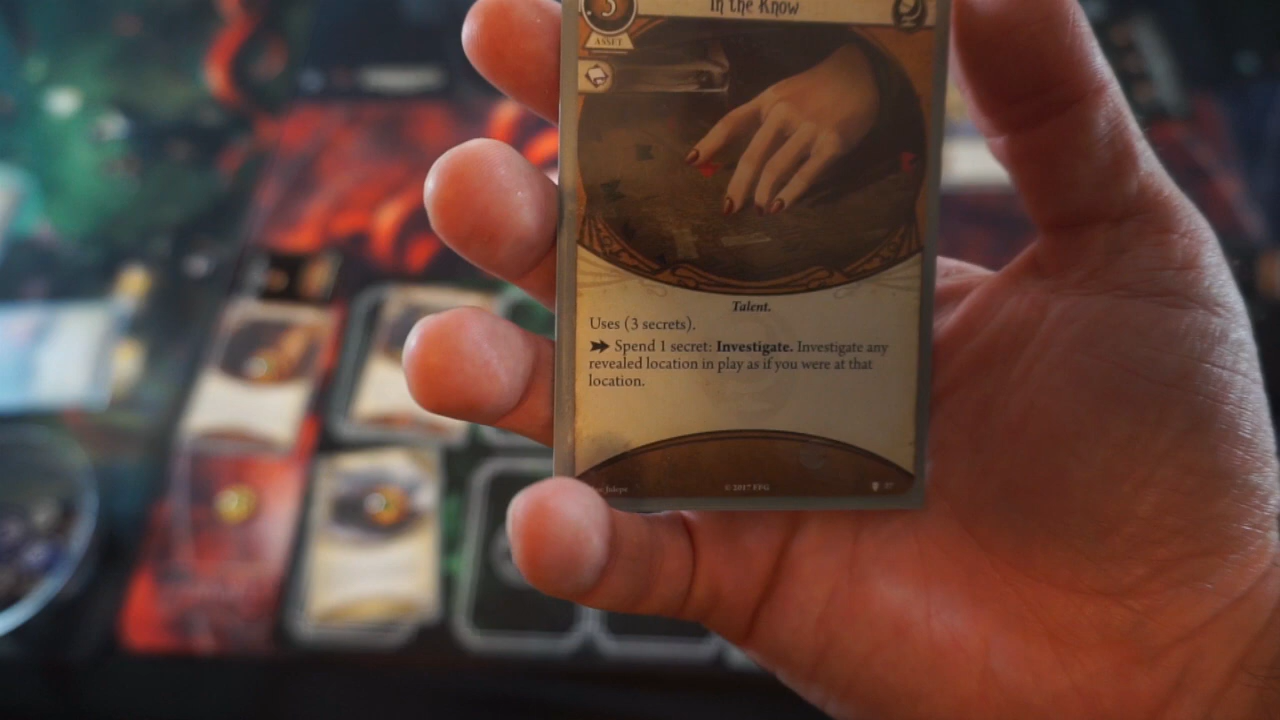 3
In the Know
ASSET
Talent.
Uses (3 secrets).
Spend 1 secret: Investigate. Investigate any
revealed location in play as if you were at that
location.
© 2017 FFG